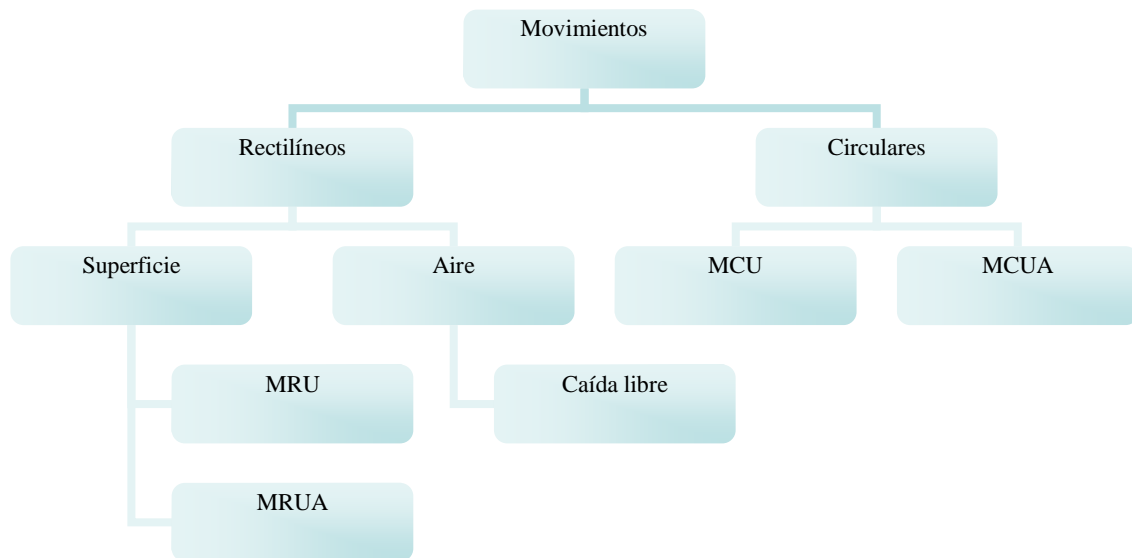 Movimientos
Rectilíneos
Circulares
Superficie
Aire
MCU
MCUA
MRU
Caída libre
MRUA